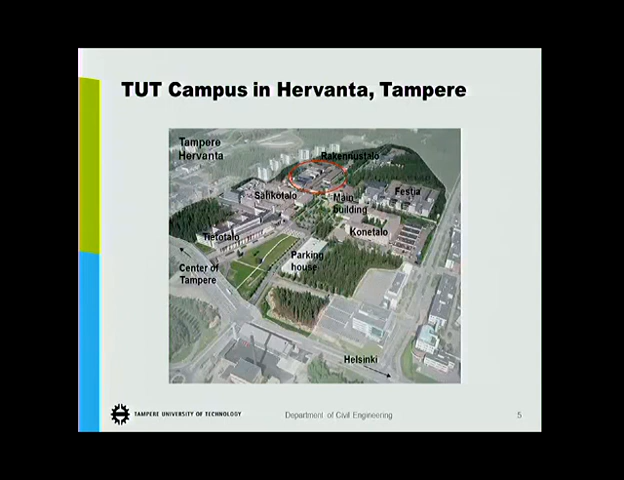 TUT Campus in Hervanta, Tampere
Tampere
Hervanta
Rakennustalo
Sähkötalo
Main
building
Festia
Tietotalo
Konetalo
Parking
house
Center of
Tampere
Helsinki
TAMPERE UNIVERSITY OF TECHNOLOGY
Department of Civil Engineering
5